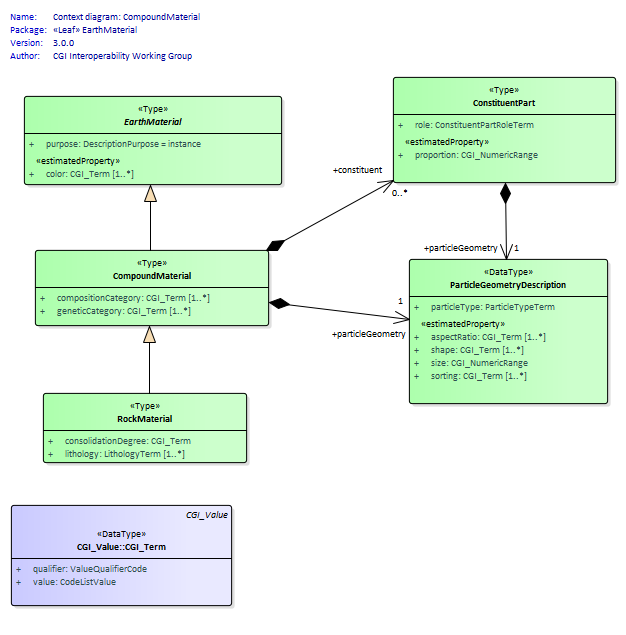 Name: Context diagram: CompoundMaterial
Package: «Leaf» EarthMaterial
Version: 3.0.0
Author: CGI Interoperability Working Group
«Type»
EarthMaterial
+ purpose: DescriptionPurpose = instance
«estimatedProperty»
+ color: CGI_Term [1..*]
«Type»
ConstituentPart
+ role: ConstituentPartRoleTerm
«estimatedProperty»
+ proportion: CGI_NumericRange
+constituent
0..*
+particleGeometry
1
«Type»
CompoundMaterial
+ compositionCategory: CGI_Term [1..*]
+ geneticCategory: CGI_Term [1..*]
1
+particleGeometry
«DataType»
ParticleGeometryDescription
+ particleType: ParticleTypeTerm
«estimatedProperty»
+ aspectRatio: CGI_Term [1..*]
+ shape: CGI_Term [1..*]
+ size: CGI_NumericRange
+ sorting: CGI_Term [1..*]
«Type»
RockMaterial
+ consolidationDegree: CGI_Term
+ lithology: LithologyTerm [1..*]
CGI_Value
«DataType»
CGI_Value::CGI_Term
+ qualifier: ValueQualifierCode
+ value: CodeListValue